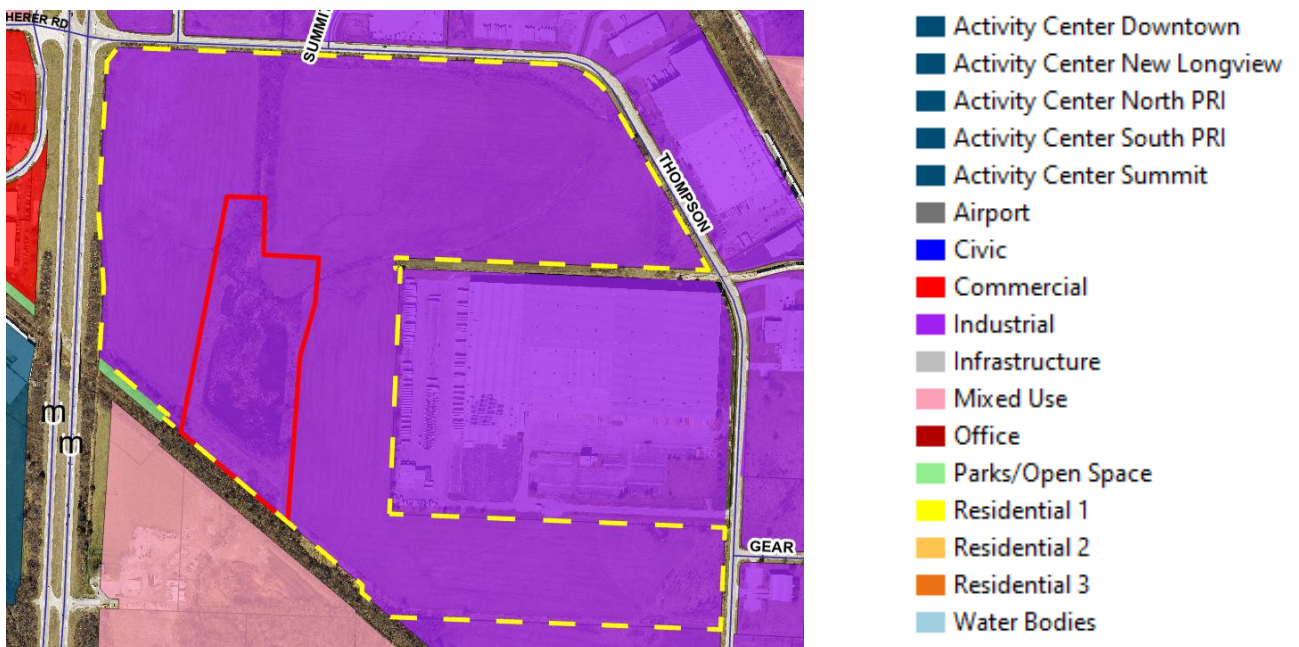 HERER RD
SUMMIT
THOMPSON
m
m
GEAR
Activity Center Downtown
Activity Center New Longview
Activity Center North PRI
Activity Center South PRI
Activity Center Summit
Airport
Civic
Commercial
Industrial
Infrastructure
Mixed Use
Office
Parks/Open Space
Residential 1
Residential 2
Residential 3
Water Bodies